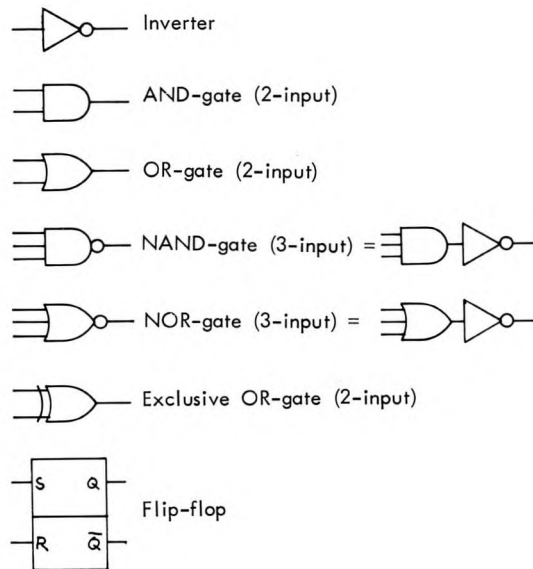 Inverter
AND-gate (2-input)
OR-gate (2-input)
NAND-gate (3-input) =
NOR-gate (3-input) =
Exclusive OR-gate (2-input)
S Q
Flip-flop
R Q̅